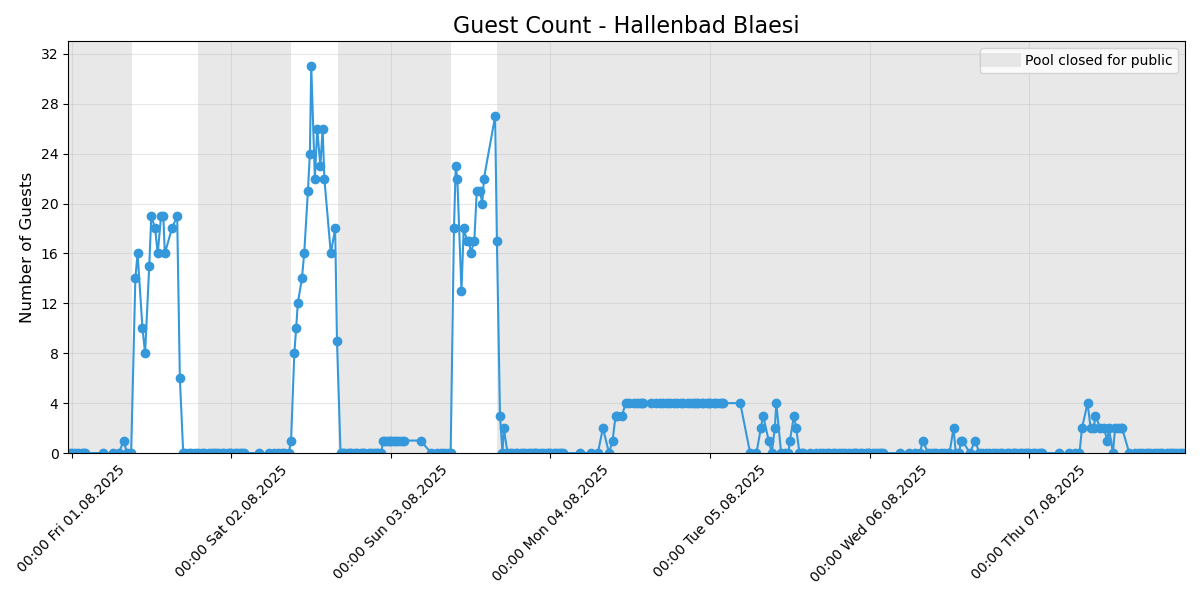 Guest Count - Hallenbad Blaesi
Pool closed for public
Number of Guests
32
28
24
20
16
12
8
4
0
00:00 Fri 01.08.2025
00:00 Sat 02.08.2025
00:00 Sun 03.08.2025
00:00 Mon 04.08.2025
00:00 Tue 05.08.2025
00:00 Wed 06.08.2025
00:00 Thu 07.08.2025